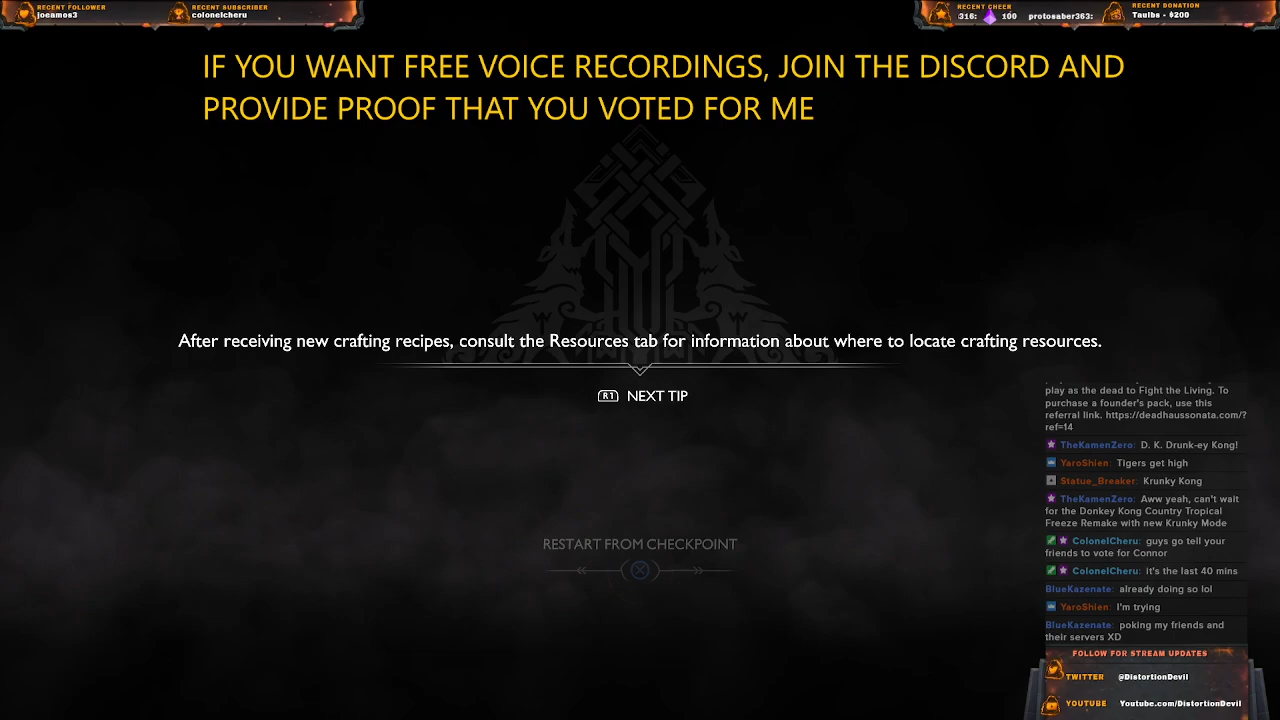 RECENT FOLLOWER
joeamos3
RECENT SUBSCRIBER
colonelcheru
RECENT CHEER
316: 100 protosaber363:
RECENT DONATION
Taulbs - $200
IF YOU WANT FREE VOICE RECORDINGS, JOIN THE DISCORD AND
PROVIDE PROOF THAT YOU VOTED FOR ME
After receiving new crafting recipes, consult the Resources tab for information about where to locate crafting resources.
R1 NEXT TIP
RESTART FROM CHECKPOINT
play as the dead to Fight the Living. To
purchase a founder's pack, use this
referral link. https://deadhaussonata.com/?
ref=14
TheKamenZero: D. K. Drunk-ey Kong!
YaroShien: Tigers get high
Statue_Breaker: Krunky Kong
TheKamenZero: Aww yeah, can't wait
for the Donkey Kong Country Tropical
Freeze Remake with new Krunky Mode
ColonelCheru: guys go tell your
friends to vote for Connor
ColonelCheru: it's the last 40 mins
BlueKazenate: already doing so lol
YaroShien: I'm trying
BlueKazenate: poking my friends and
their servers XD
FOLLOW FOR STREAM UPDATES
TWITTER @DistortionDevil
YOUTUBE Youtube.com/DistortionDevil